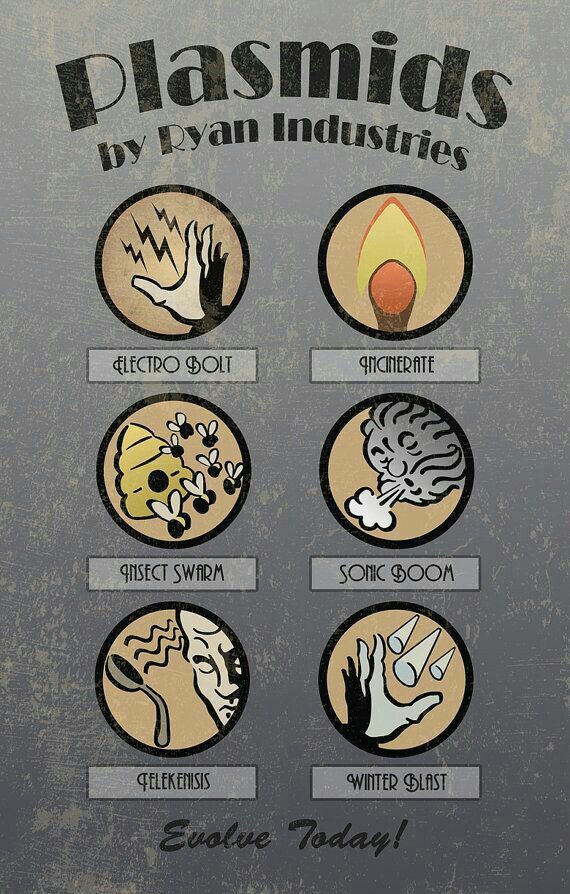 Plasmids
by Ryan Industries
Electro Bolt
Incinerate
Insect Swarm
Sonic Boom
Telekenisis
Winter Blast
Evolve Today!